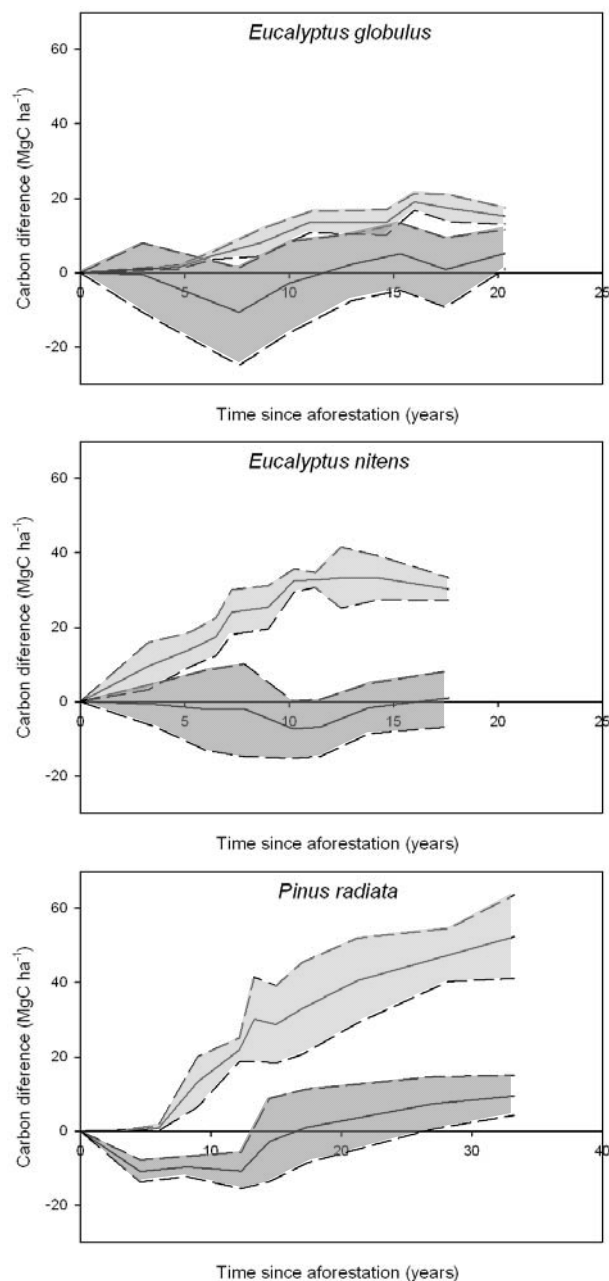 Eucalyptus globulus
Carbon diference (MgC ha⁻¹)
60
40
20
0
-20
0 5 10 15 20 25
Time since aforestation (years)
Eucalyptus nitens
Carbon diference (MgC ha⁻¹)
60
40
20
0
-20
0 5 10 15 20 25
Time since aforestation (years)
Pinus radiata
Carbon diference (MgC ha⁻¹)
60
40
20
0
-20
0 10 20 30 40
Time since aforestation (years)